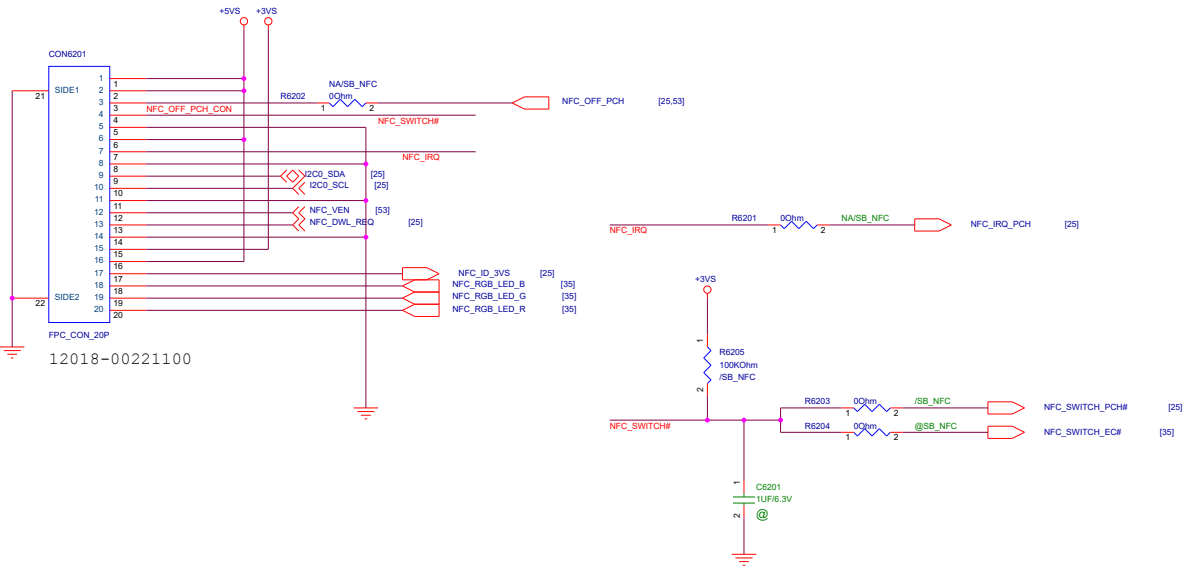 +5VS +3VS
CON6201
SIDE1
SIDE2
21
22
1 1
2 2
3 3
4 4
5 5
6 6
7 7
8 8
9 9
10 10
11 11
12 12
13 13
14 14
15 15
16 16
17 17
18 18
19 19
20 20
FPC_CON_20P
12018-00221100
NA/SB_NFC
R6202 0Ohm
1 2
NFC_OFF_PCH [25,53]
NFC_OFF_PCH_CON
NFC_SWITCH#
NFC_IRQ
I2C0_SDA [25]
I2C0_SCL [25]
NFC_VEN [53]
NFC_DWL_REQ [25]
NFC_ID_3VS [25]
NFC_RGB_LED_B [35]
NFC_RGB_LED_G [35]
NFC_RGB_LED_R [35]
R6201 0Ohm NA/SB_NFC
NFC_IRQ 1 2 NFC_IRQ_PCH [25]
+3VS
1
R6205
100KOhm
/SB_NFC
2
R6203 0Ohm /SB_NFC
1 2 NFC_SWITCH_PCH# [25]
NFC_SWITCH#
R6204 0Ohm @SB_NFC
1 2 NFC_SWITCH_EC# [35]
1
C6201
1UF/6.3V
2 @